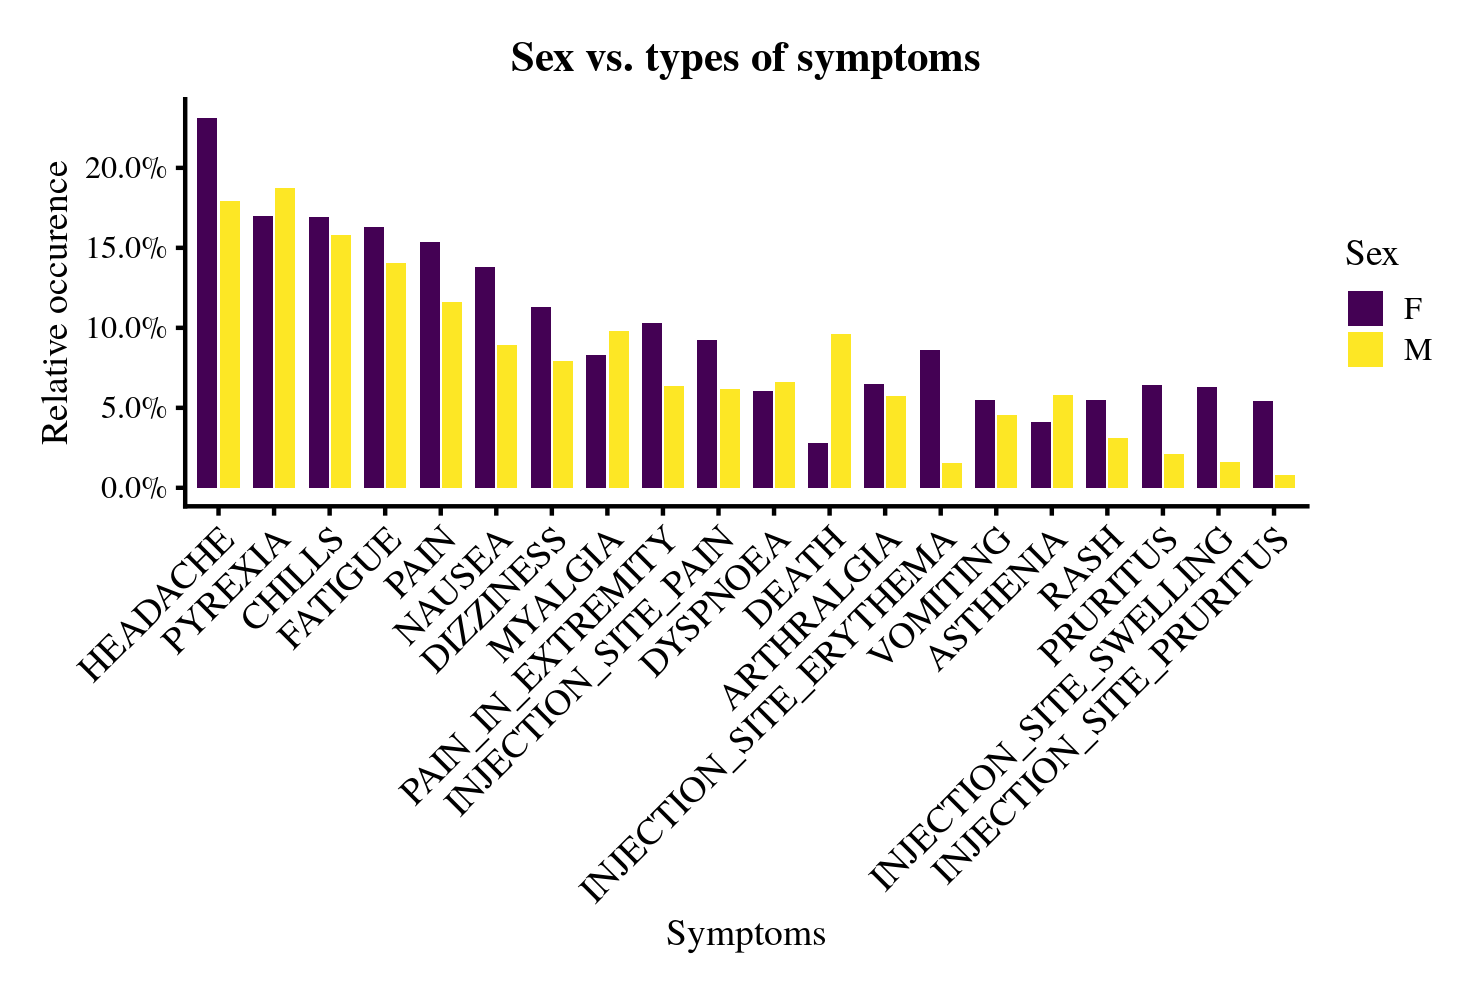 Sex vs. types of symptoms
Relative occurence
20.0%
15.0%
10.0%
5.0%
0.0%
HEADACHE
PYREXIA
CHILLS
FATIGUE
PAIN
NAUSEA
DIZZINESS
MYALGIA
PAIN_IN_EXTREMITY
INJECTION_SITE_PAIN
DYSPNOEA
DEATH
ARTHRALGIA
INJECTION_SITE_ERYTHEMA
VOMITING
ASTHENIA
RASH
PRURITUS
INJECTION_SITE_SWELLING
INJECTION_SITE_PRURITUS
Symptoms
Sex
F
M